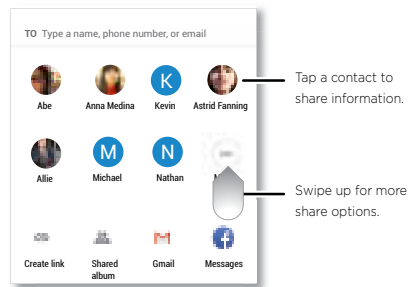 TO Type a name, phone number, or email
Abe Anna Medina Kevin Astrid Fanning
K
Tap a contact to
share information.
Allie Michael Nathan
M N
Swipe up for more
share options.
Create link Shared album Gmail Messages